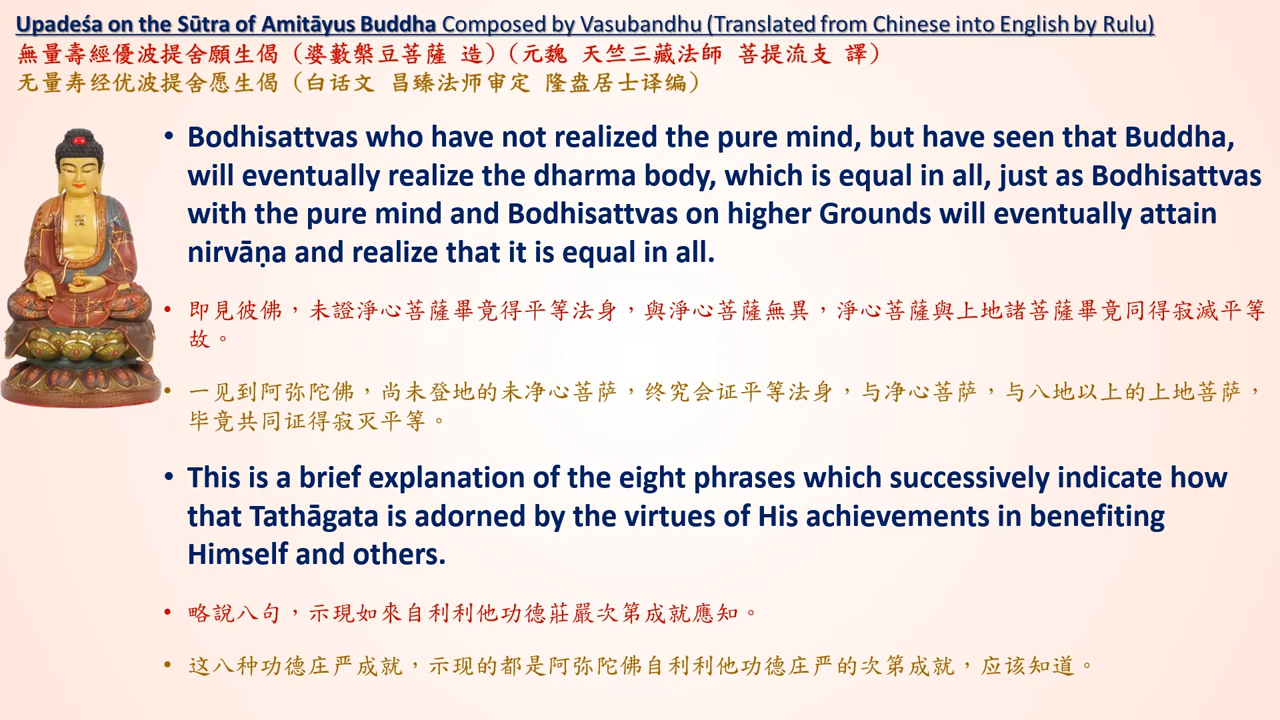 Upadeśa on the Sūtra of Amitāyus Buddha Composed by Vasubandhu (Translated from Chinese into English by Rulu)
無量壽經優波提舍願生偈（婆藪槃豆菩薩 造）（元魏 天竺三藏法師 菩提流支 譯）
无量寿经优波提舍愿生偈（白话文 昌臻法师审定 隆盎居士译编）
• Bodhisattvas who have not realized the pure mind, but have seen that Buddha,
will eventually realize the dharma body, which is equal in all, just as Bodhisattvas
with the pure mind and Bodhisattvas on higher Grounds will eventually attain
nirvāṇa and realize that it is equal in all.
• 即見彼佛，未證淨心菩薩畢竟得平等法身，與淨心菩薩無異，淨心菩薩與上地諸菩薩畢竟同得寂滅平等
故。
• 一见到阿弥陀佛，尚未登地的未净心菩萨，终究会证平等法身，与净心菩萨，与八地以上的上地菩萨，
毕竟共同证得寂灭平等。
• This is a brief explanation of the eight phrases which successively indicate how
that Tathāgata is adorned by the virtues of His achievements in benefiting
Himself and others.
• 略說八句，示現如來自利利他功德莊嚴次第成就應知。
• 这八种功德庄严成就，示现的都是阿弥陀佛自利利他功德庄严的次第成就，应该知道。